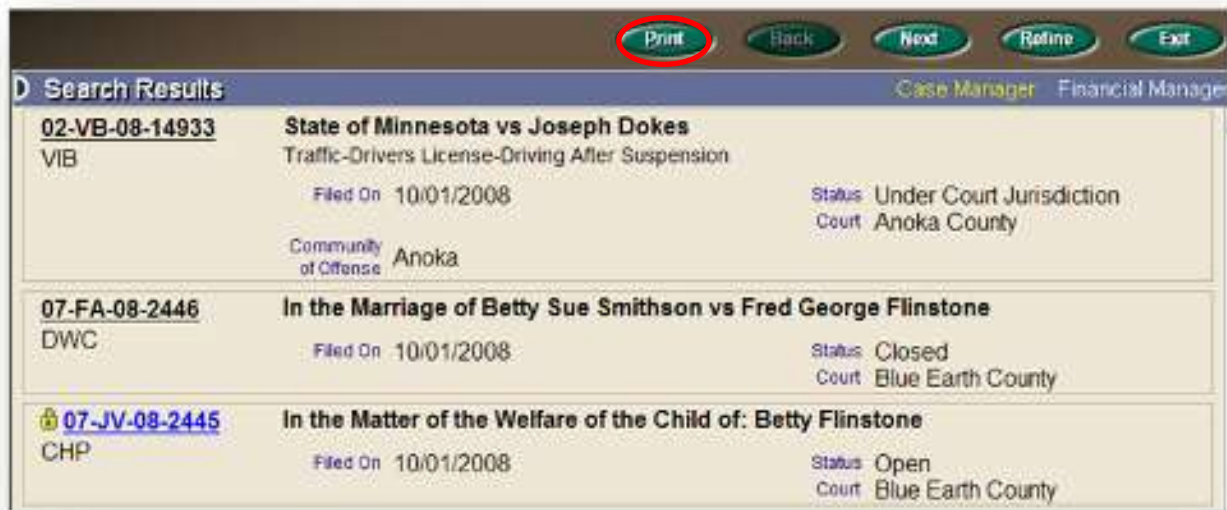 Print Back Next Refine Exit
Search Results Case Manager Financial Manage
02-VB-08-14933 State of Minnesota vs Joseph Dokes
VIB Traffic-Drivers License-Driving After Suspension
Filed On 10/01/2008 Status Under Court Jurisdiction
Court Anoka County
Community of Offense Anoka
07-FA-08-2446 In the Marriage of Betty Sue Smithson vs Fred George Flinstone
DWC Filed On 10/01/2008 Status Closed
Court Blue Earth County
07-JV-08-2445 In the Matter of the Welfare of the Child of: Betty Flinstone
CHP Filed On 10/01/2008 Status Open
Court Blue Earth County